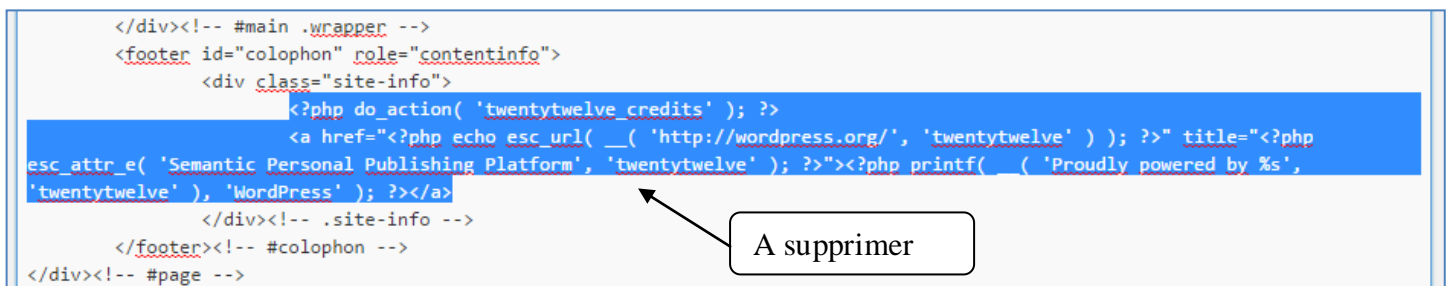 </div><!-- #main .wrapper -->
<footer id="colophon" role="contentinfo">
<div class="site-info">
<?php do_action( 'twentytwelve_credits' ); ?>
<a href="<?php echo esc_url( __( 'http://wordpress.org/', 'twentytwelve' ) ); ?>" title="<?php
esc_attr_e( 'Semantic Personal Publishing Platform', 'twentytwelve' ); ?>"><?php printf( __( 'Proudly powered by %s',
'twentytwelve' ), 'WordPress' ); ?></a>
</div><!-- .site-info -->
</footer><!-- #colophon -->
A supprimer
</div><!-- #page -->